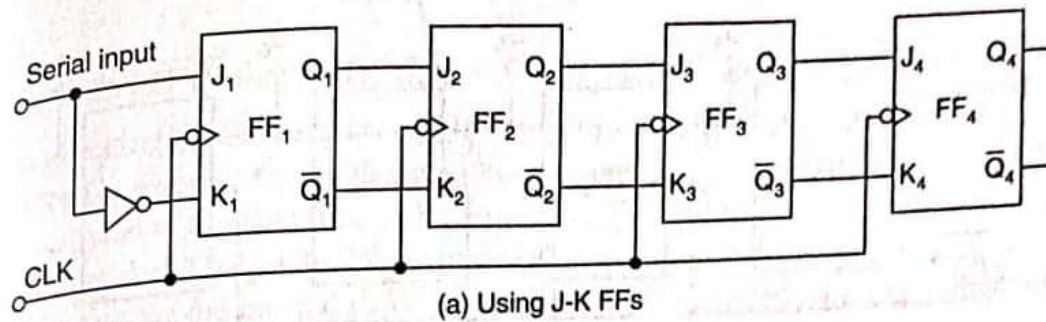 Serial input
J₁ Q₁ J₂ Q₂ J₃ Q₃ J₄ Q₄
FF₁ FF₂ FF₃ FF₄
K₁ Q̅₁ K₂ Q̅₂ K₃ Q̅₃ K₄ Q̅₄
CLK
(a) Using J-K FFs